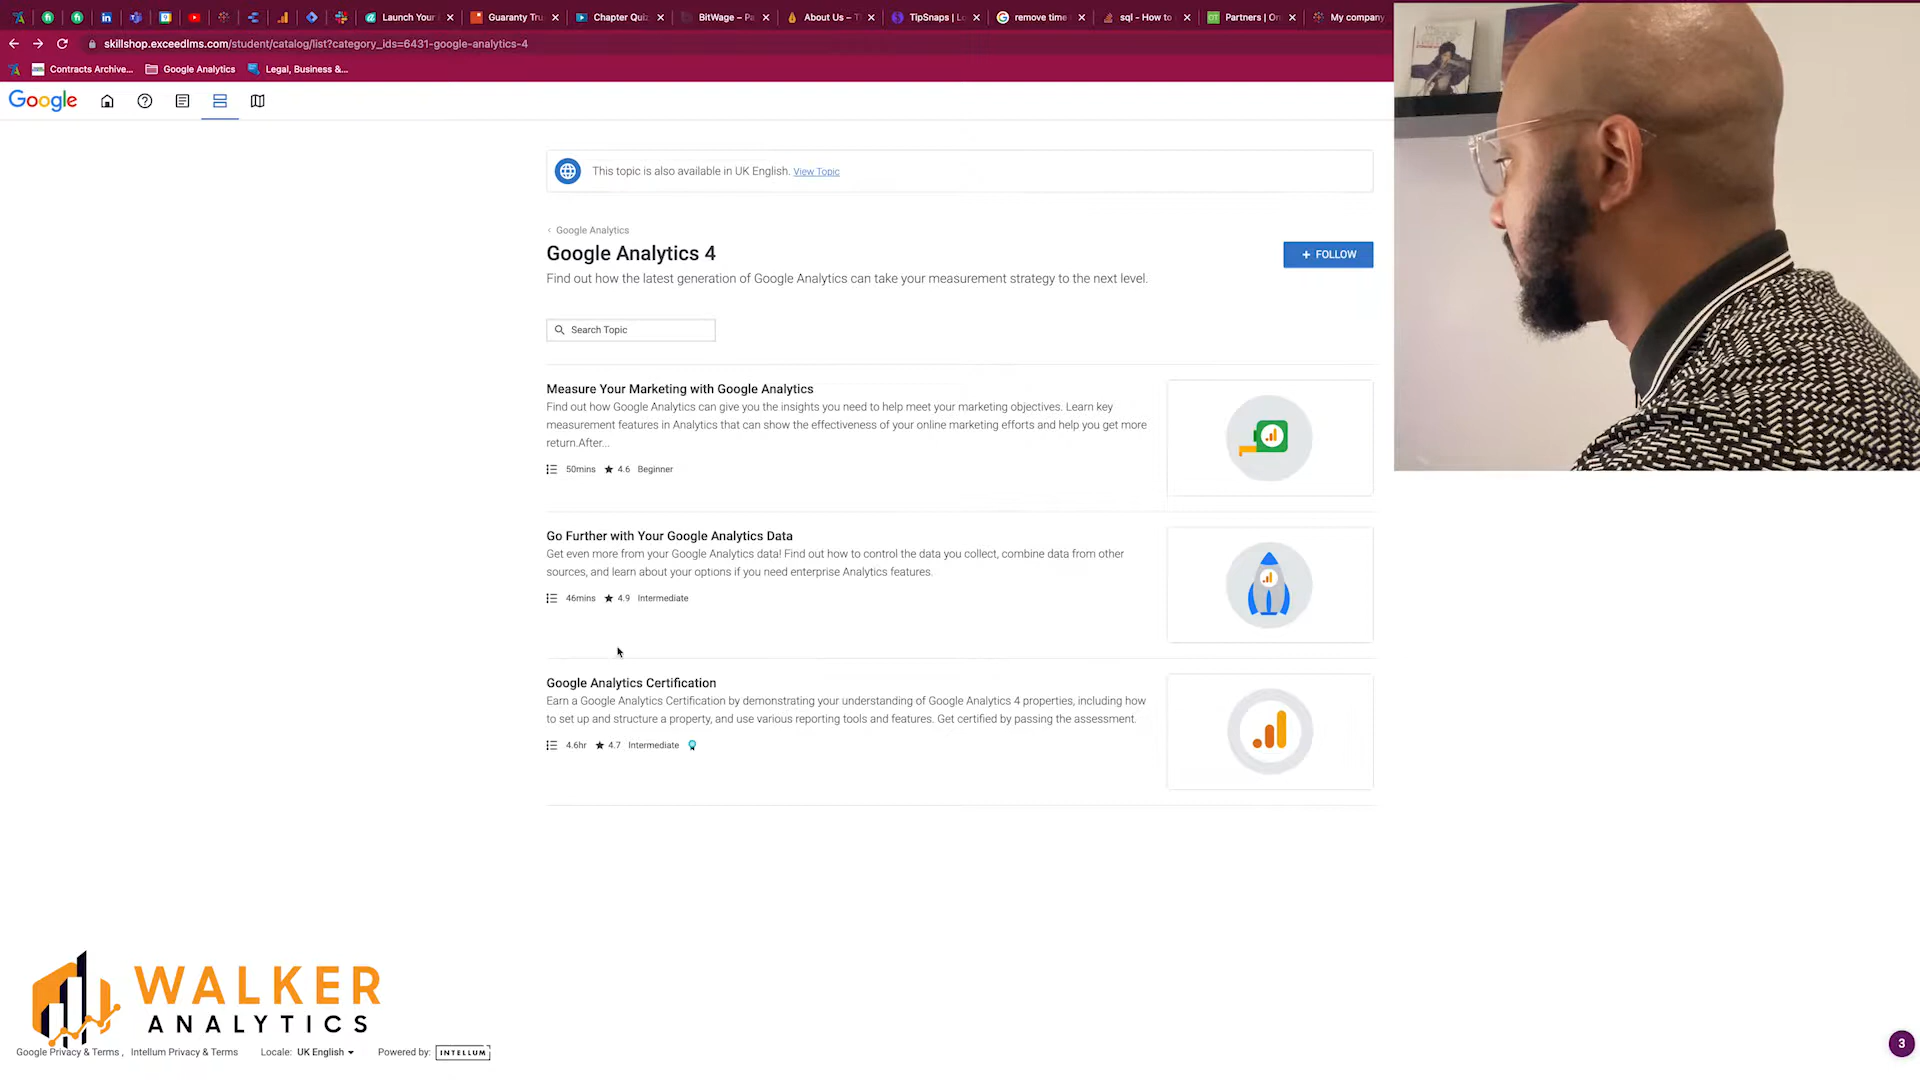 Launch Your
Guaranty Tru
Chapter Quiz
BitWage – Pa
About Us – T
TipSnaps | L
remove time
sql - How to
Partners | On
My company
skillshop.exceedlms.com/student/catalog/list?category_ids=6431-google-analytics-4
Contracts Archive...
Google Analytics
Legal, Business &...
Google
This topic is also available in UK English. View Topic
‹ Google Analytics
Google Analytics 4
+ FOLLOW
Find out how the latest generation of Google Analytics can take your measurement strategy to the next level.
Search Topic
Measure Your Marketing with Google Analytics
Find out how Google Analytics can give you the insights you need to help meet your marketing objectives. Learn key
measurement features in Analytics that can show the effectiveness of your online marketing efforts and help you get more
return.After...
50mins ★ 4.6 Beginner
Go Further with Your Google Analytics Data
Get even more from your Google Analytics data! Find out how to control the data you collect, combine data from other
sources, and learn about your options if you need enterprise Analytics features.
46mins ★ 4.9 Intermediate
Google Analytics Certification
Earn a Google Analytics Certification by demonstrating your understanding of Google Analytics 4 properties, including how
to set up and structure a property, and use various reporting tools and features. Get certified by passing the assessment.
4.6hr ★ 4.7 Intermediate
WALKER
ANALYTICS
Google Privacy & Terms , Intellum Privacy & Terms Locale: UK English Powered by: INTELLUM
3